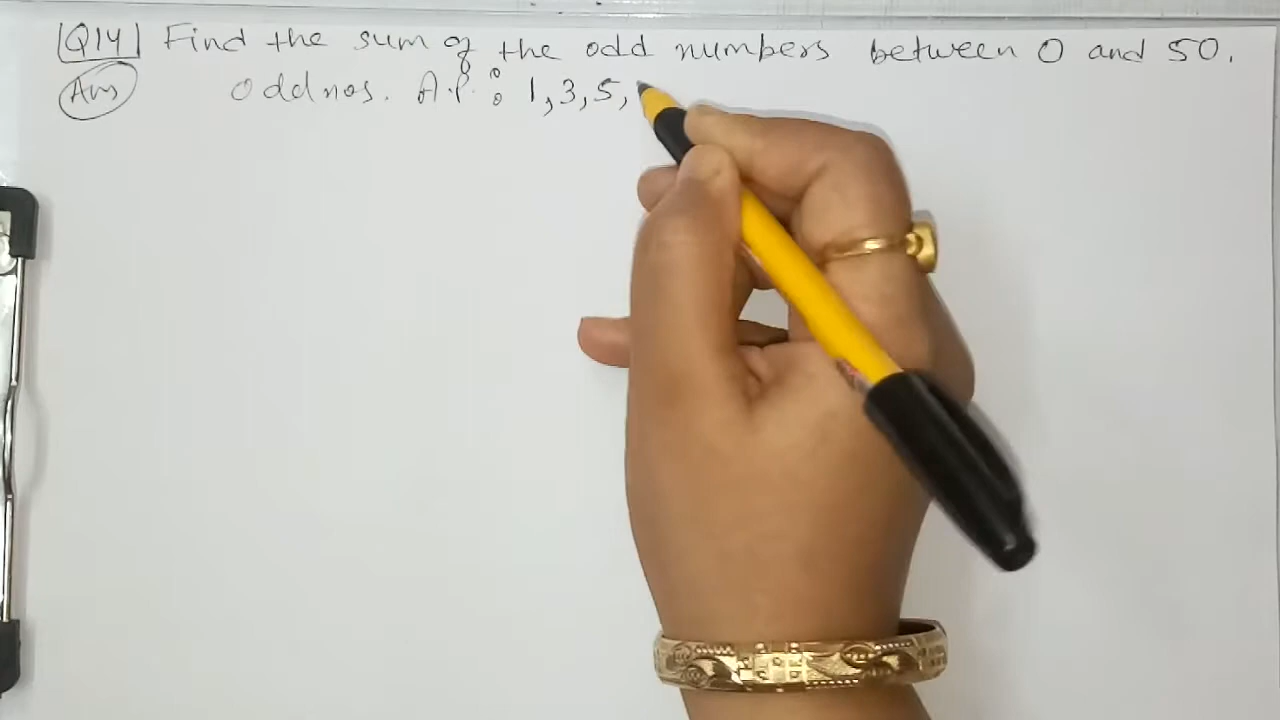 Q14 Find the sum of the odd numbers between 0 and 50.
Ans Odd nos. A.P. : 1, 3, 5,